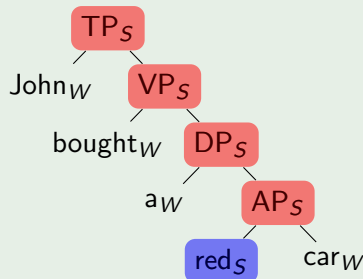 TP_S
John_W VP_S
bought_W DP_S
a_W AP_S
red_S car_W